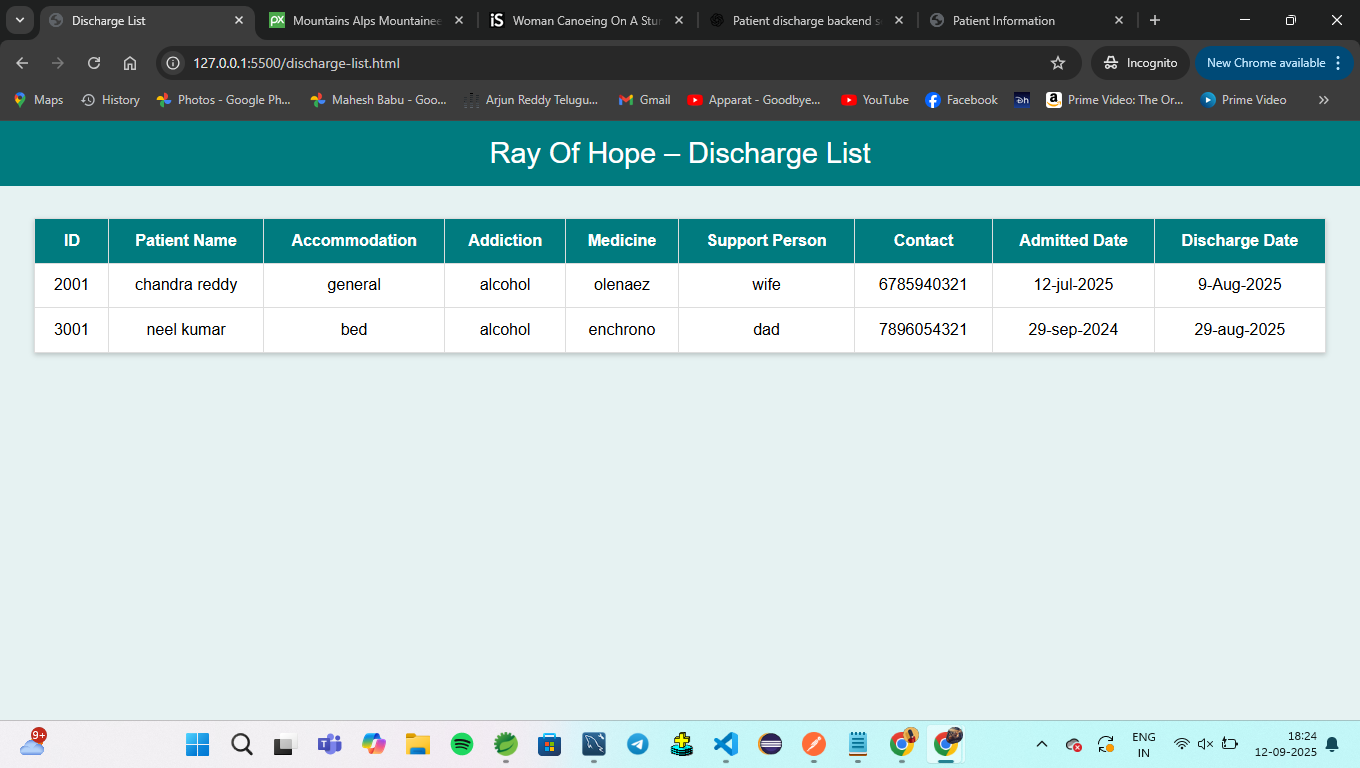 Discharge List
Mountains Alps Mountainee
iS Woman Canoeing On A Stu
Patient discharge backend s
Patient Information
127.0.0.1:5500/discharge-list.html
Incognito
New Chrome available
Maps
History
Photos - Google Ph...
Mahesh Babu - Goo...
Arjun Reddy Telugu...
Gmail
Apparat - Goodbye...
YouTube
Facebook
Prime Video: The Or...
Prime Video
Ray Of Hope – Discharge List
ID Patient Name Accommodation Addiction Medicine Support Person Contact Admitted Date Discharge Date
2001 chandra reddy general alcohol olenaez wife 6785940321 12-jul-2025 9-Aug-2025
3001 neel kumar bed alcohol enchrono dad 7896054321 29-sep-2024 29-aug-2025
9+
ENG
IN
18:24
12-09-2025